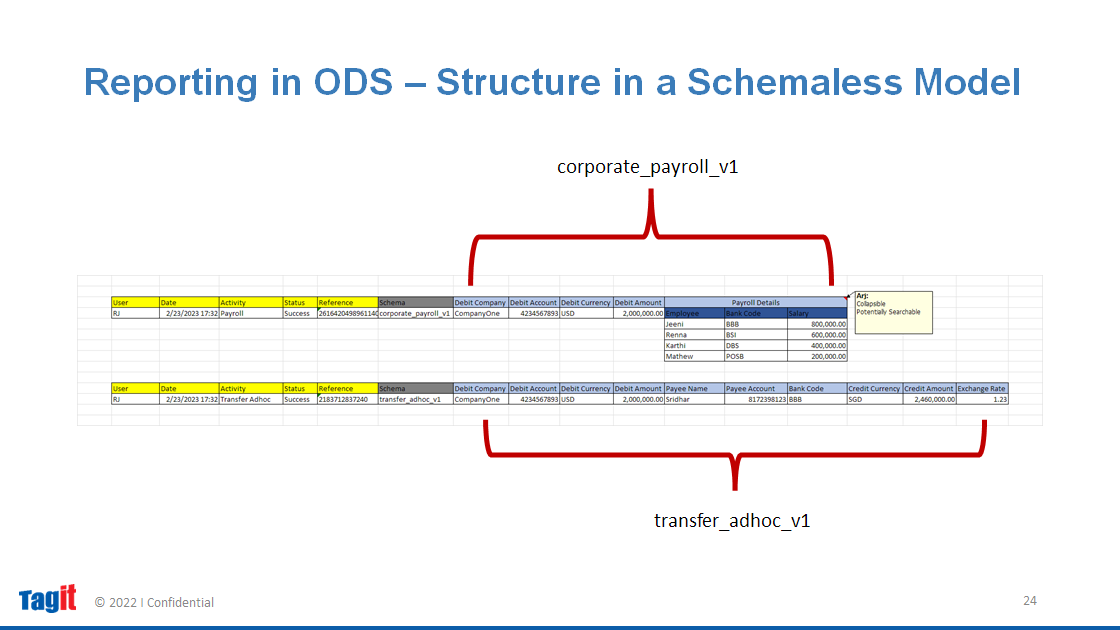 Reporting in ODS – Structure in a Schemaless Model
corporate_payroll_v1
User Date Activity Status Reference Schema Debit Company Debit Account Debit Currency Debit Amount Payroll Details
RJ 2/23/2023 17:32 Payroll Success 2616420498961140 corporate_payroll_v1 CompanyOne 4234567893 USD 2,000,000.00 Employee Bank Code Salary
Jeeni BBB 800,000.00
Renna BSI 600,000.00
Karthi DBS 400,000.00
Mathew POSB 200,000.00
Arj:
Collapsible
Potentially Searchable
User Date Activity Status Reference Schema Debit Company Debit Account Debit Currency Debit Amount Payee Name Payee Account Bank Code Credit Currency Credit Amount Exchange Rate
RJ 2/23/2023 17:32 Transfer Adhoc Success 2183712837240 transfer_adhoc_v1 CompanyOne 4234567893 USD 2,000,000.00 Sridhar 8172398123 BBB SGD 2,460,000.00 1.23
transfer_adhoc_v1
Tagit © 2022 I Confidential
24